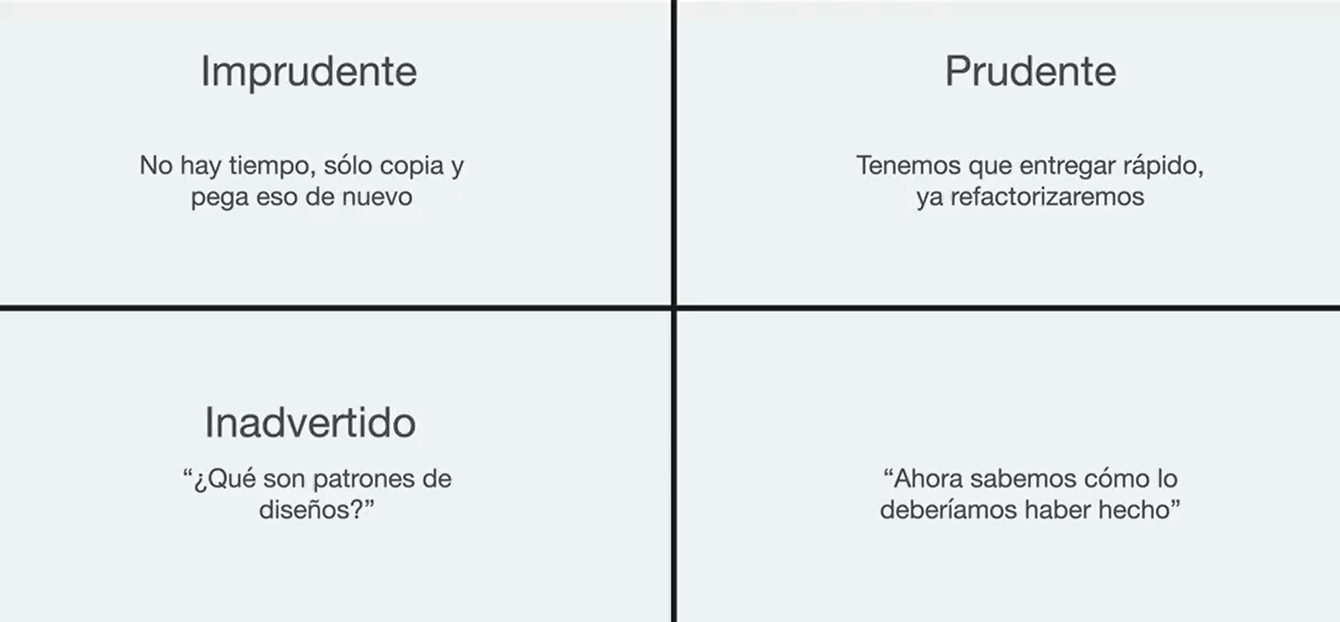 Imprudente
No hay tiempo, sólo copia y
pega eso de nuevo
Prudente
Tenemos que entregar rápido,
ya refactorizaremos
Inadvertido
“¿Qué son patrones de
diseños?”
“Ahora sabemos cómo lo
deberíamos haber hecho”